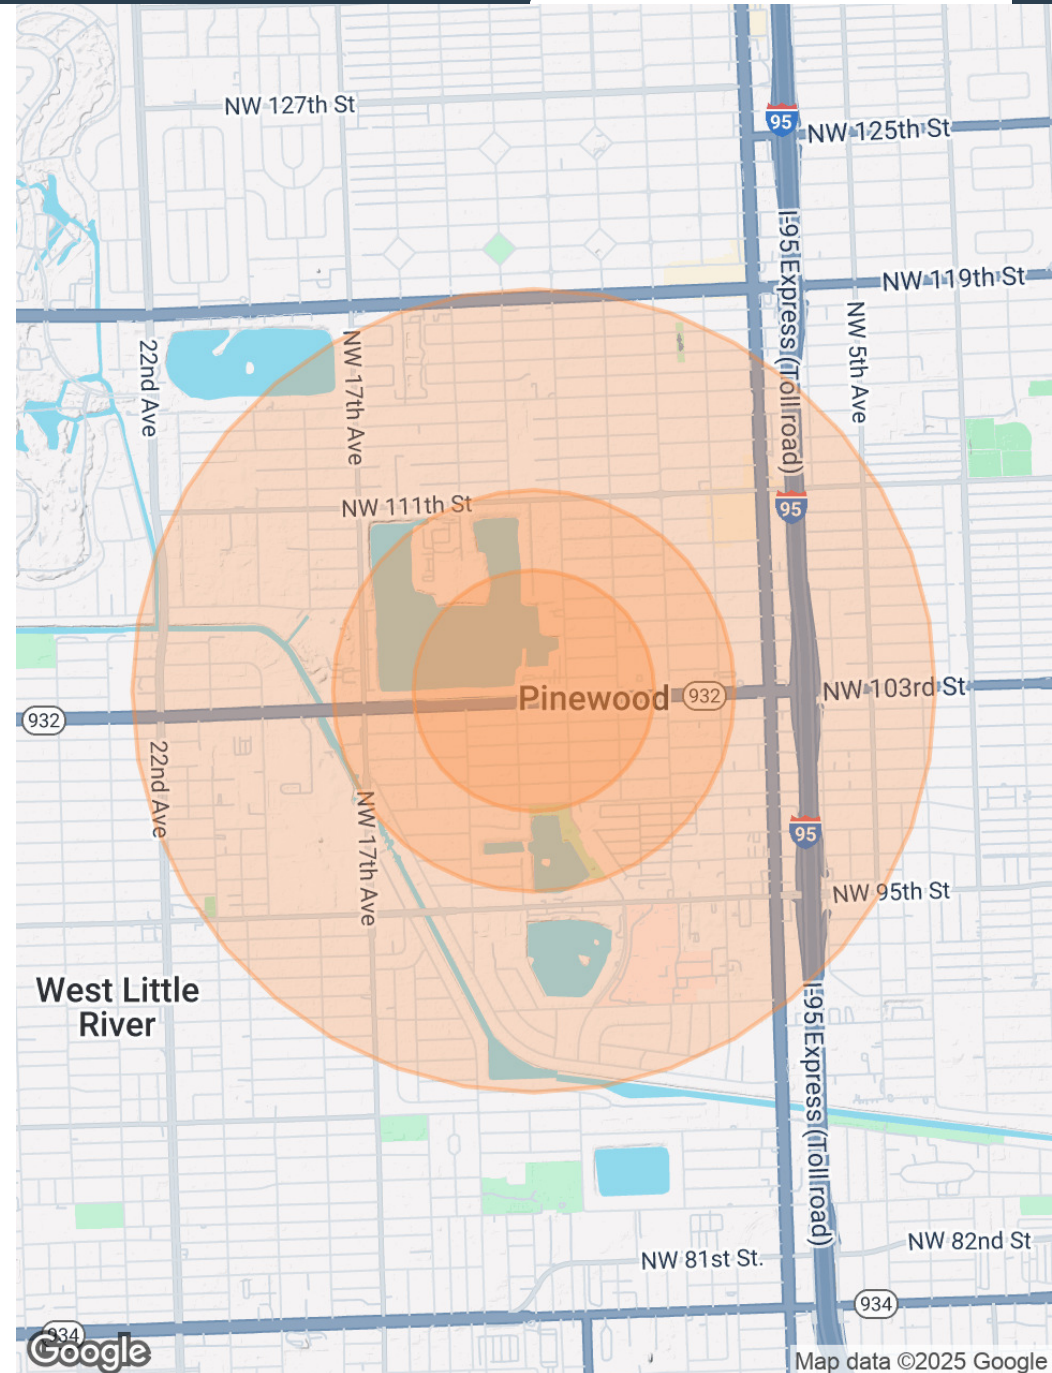 NW 127th St
95
NW 125th St
I-95 Express (Toll road)
NW 119th St
22nd Ave
NW 17th Ave
NW 5th Ave
NW 111th St
95
Pinewood
932
NW 103rd St
932
22nd Ave
NW 17th Ave
95
NW 95th St
West Little
River
I-95 Express (Toll road)
NW 81st St.
NW 82nd St
934
934
Google
Map data ©2025 Google